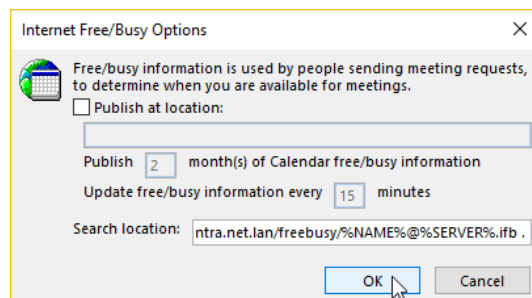 Internet Free/Busy Options
Free/busy information is used by people sending meeting requests,
to determine when you are available for meetings.
Publish at location:
Publish 2 month(s) of Calendar free/busy information
Update free/busy information every 15 minutes
Search location: ntra.net.lan/freebusy/%NAME%@%SERVER%.ifb .
OK Cancel